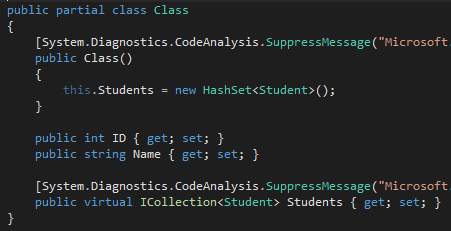 public partial class Class
{
    [System.Diagnostics.CodeAnalysis.SuppressMessage("Microsoft.
    public Class()
    {
        this.Students = new HashSet<Student>();
    }
    public int ID { get; set; }
    public string Name { get; set; }
    [System.Diagnostics.CodeAnalysis.SuppressMessage("Microsoft.
    public virtual ICollection<Student> Students { get; set; }
}